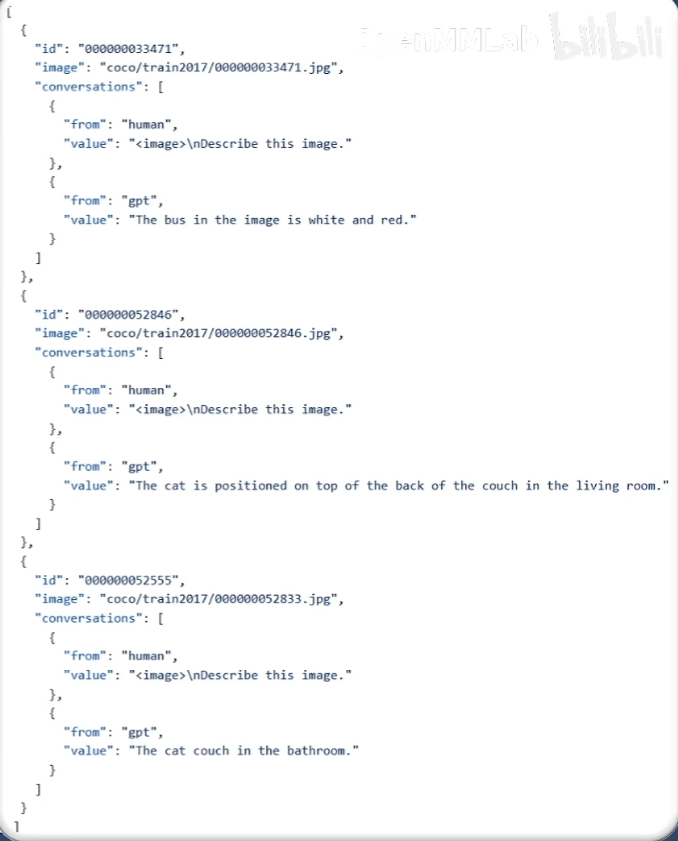 OpenMMLab bilibili
[
{
"id": "000000033471",
"image": "coco/train2017/000000033471.jpg",
"conversations": [
{
"from": "human",
"value": "<image>\nDescribe this image."
},
{
"from": "gpt",
"value": "The bus in the image is white and red."
}
]
},
{
"id": "000000052846",
"image": "coco/train2017/000000052846.jpg",
"conversations": [
{
"from": "human",
"value": "<image>\nDescribe this image."
},
{
"from": "gpt",
"value": "The cat is positioned on top of the back of the couch in the living room."
}
]
},
{
"id": "000000052555",
"image": "coco/train2017/000000052833.jpg",
"conversations": [
{
"from": "human",
"value": "<image>\nDescribe this image."
},
{
"from": "gpt",
"value": "The cat couch in the bathroom."
}
]
}
]